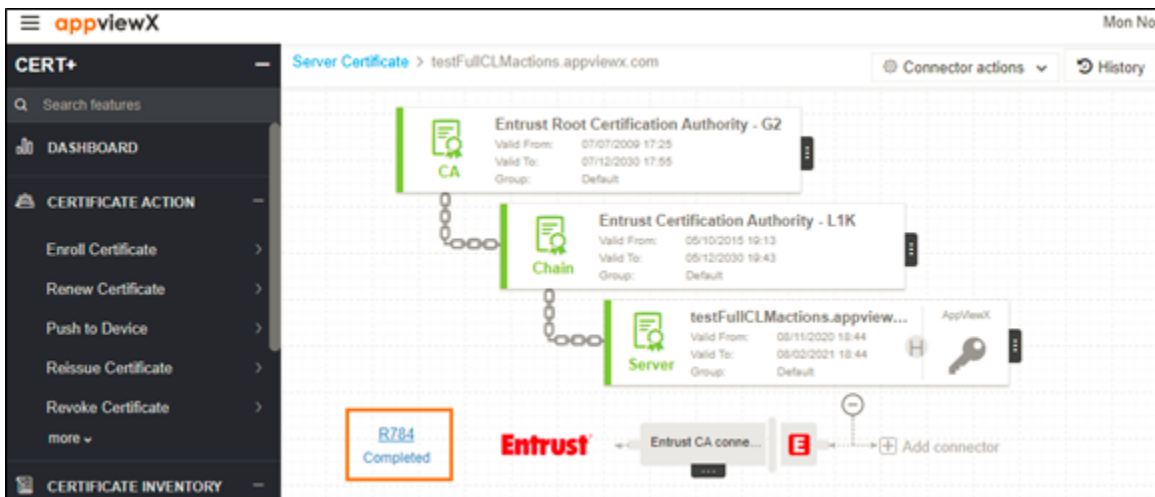 appviewX
Mon No
CERT+
Server Certificate > testFullCLMactions.appviewx.com
Connector actions
History
Search features
DASHBOARD
CERTIFICATE ACTION
Enroll Certificate
Renew Certificate
Push to Device
Reissue Certificate
Revoke Certificate
more
CERTIFICATE INVENTORY
Entrust Root Certification Authority - G2
Valid From: 07/07/2009 17:25
Valid To: 07/12/2030 17:55
Group: Default
CA
Entrust Certification Authority - L1K
Valid From: 05/10/2015 19:13
Valid To: 05/12/2030 19:43
Group: Default
Chain
testFullCLMactions.appview...
Valid From: 08/11/2020 18:44
Valid To: 08/02/2021 18:44
Group: Default
Server
H
AppViewX
R784
Completed
Entrust
Entrust CA conne...
E
Add connector